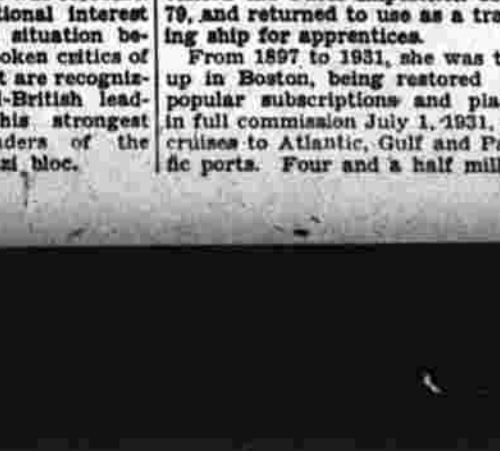 tional interest
situation be-
oken critics of
t are recogniz-
l-British lead-
his strongest
ders of the
zi bloc.
79, and returned to use as a tra
ing ship for apprentices.
From 1897 to 1931, she was t
up in Boston, being restored
popular subscriptions and pla
in full commission July 1, 1931,
cruises to Atlantic, Gulf and Pa
fic ports. Four and a half mill